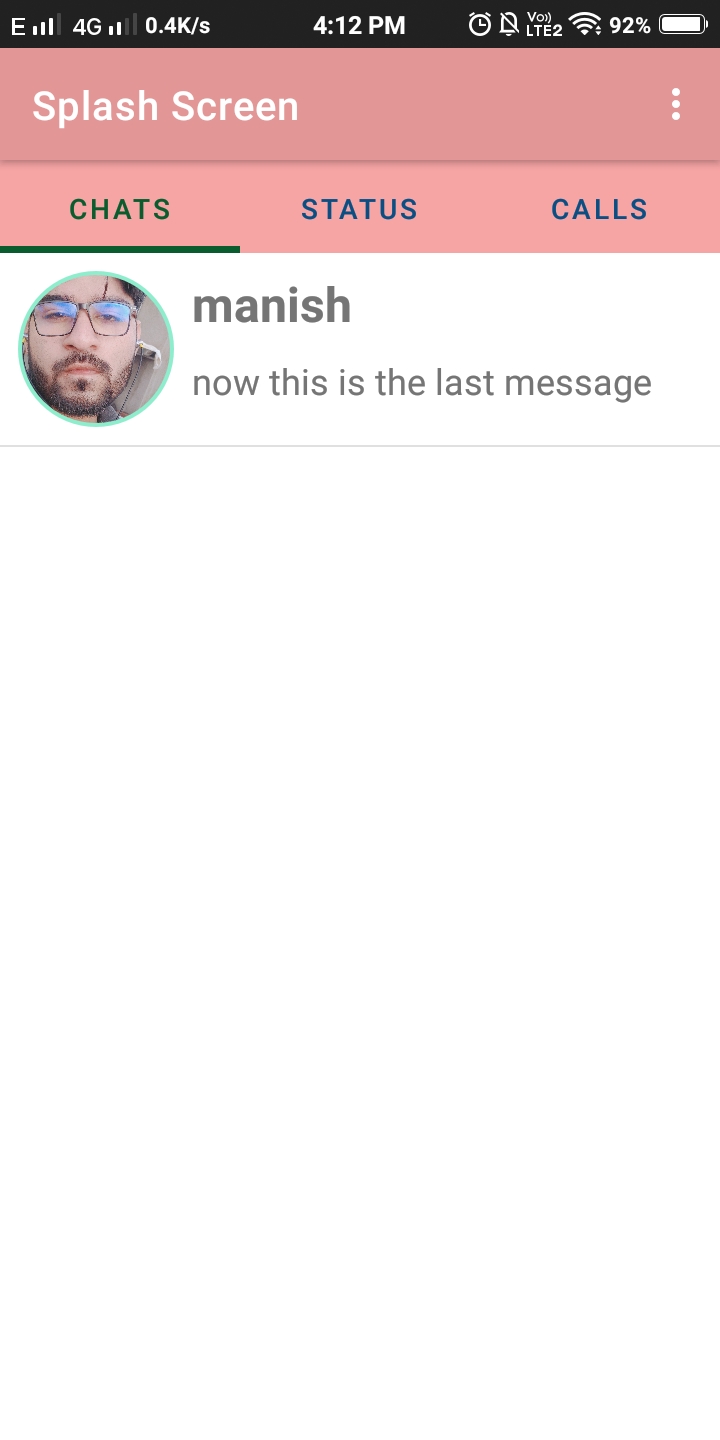 E 4G 0.4K/s 4:12 PM Vo)) LTE2 92%
Splash Screen
CHATS STATUS CALLS
manish
now this is the last message